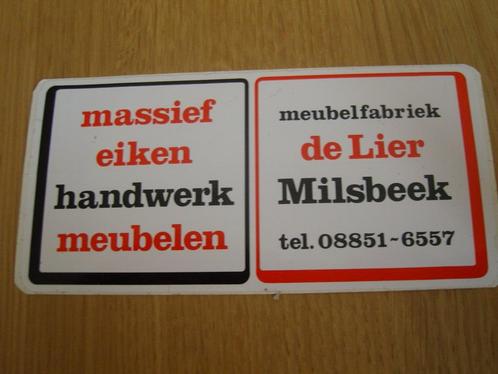 massief
eiken
handwerk
meubelen
meubelfabriek
de Lier
Milsbeek
tel. 08851~6557